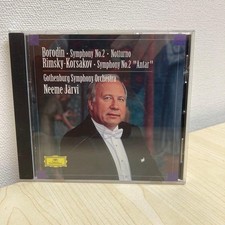 Borodin - Symphony No.2 - Notturno
Rimsky-Korsakov - Symphony No.2 "Antar"
Gothenburg Symphony Orchestra
Neeme Järvi